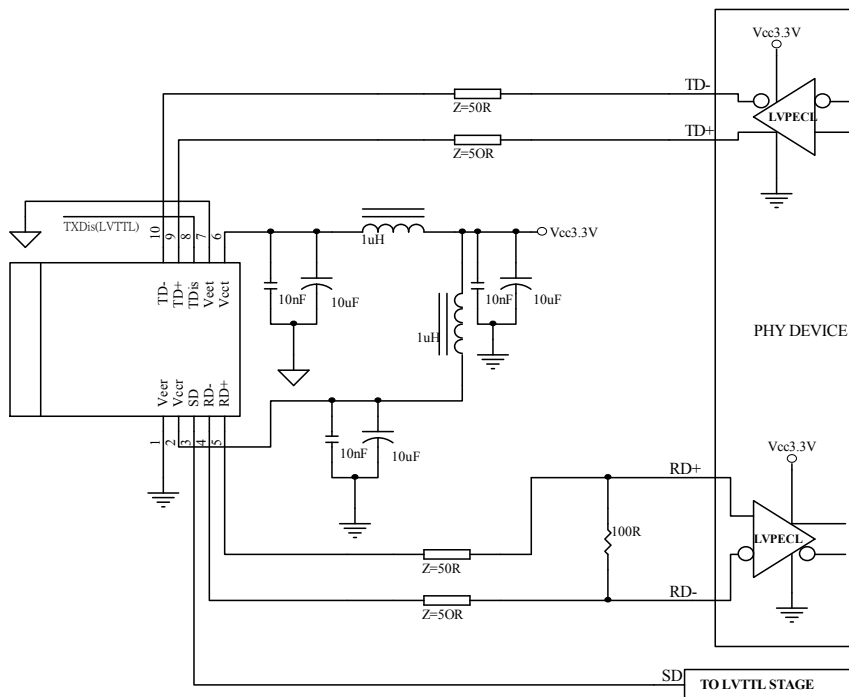 Vcc3.3V
TD-
Z=50R
LVPECL
TD+
Z=5OR
TXDis(LVTTL)
10
9
8
7
6
1uH
Vcc3.3V
TD-
TD+
TDis
Veet
Vcct
10nF
10uF
10nF
10uF
1uH
PHY DEVICE
Veer
Vccr
SD
RD-
RD+
1
2
3
4
5
10nF
10uF
Vcc3.3V
RD+
100R
LVPECL
Z=50R
RD-
Z=5OR
SD
TO LVTTL STAGE